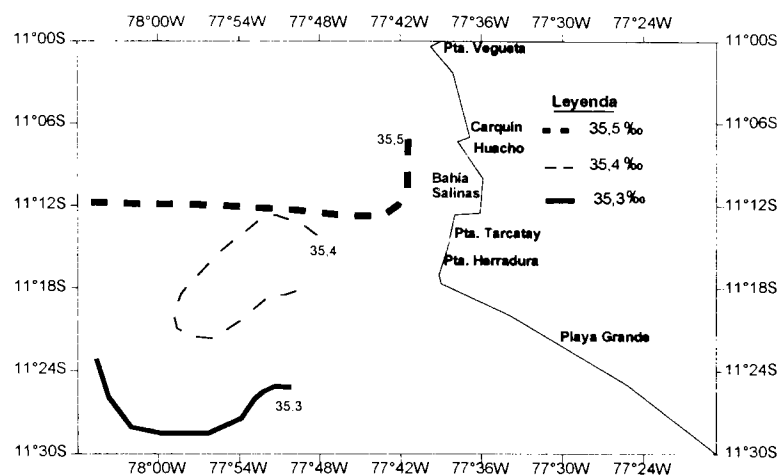 78°00W 77°54W 77°48W 77°42W 77°36W 77°30W 77°24W
11°00S 11°00S
Pta. Vegueta
Leyenda
11°06S 11°06S
Carquín
35,5 ‰
35,5
Huacho
35,4 ‰
Bahía
Salinas
35,3 ‰
11°12S 11°12S
Pta. Tarcatay
35,4
Pta. Herradura
11°18S 11°18S
Playa Grande
11°24S 11°24S
35.3
11°30S 11°30S
78°00W 77°54W 77°48W 77°42W 77°36W 77°30W 77°24W